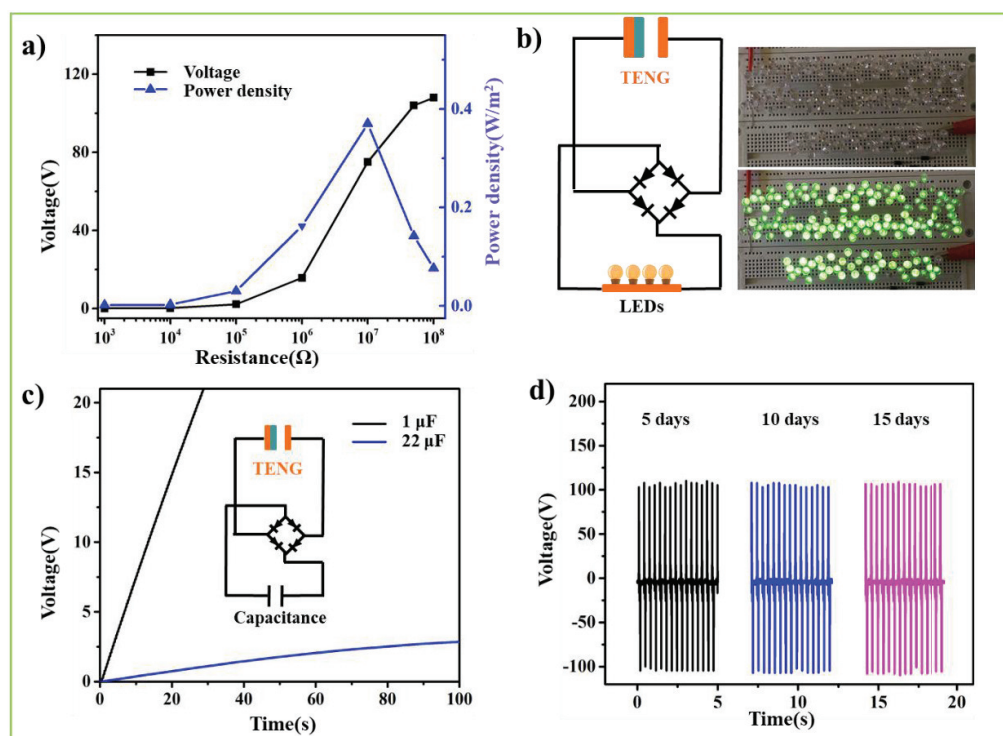 a)
Voltage
Power density
Voltage(V)
120
80
40
0
Power density(W/m²)
0.4
0.2
0.0
10³ 10⁴ 10⁵ 10⁶ 10⁷ 10⁸
Resistance(Ω)
b)
TENG
LEDs
c)
1 µF
22 µF
Voltage(V)
20
15
10
5
0
TENG
Capacitance
0 20 40 60 80 100
Time(s)
d)
5 days 10 days 15 days
Voltage(V)
200
150
100
50
0
-50
-100
0 5 10 15 20
Time(s)